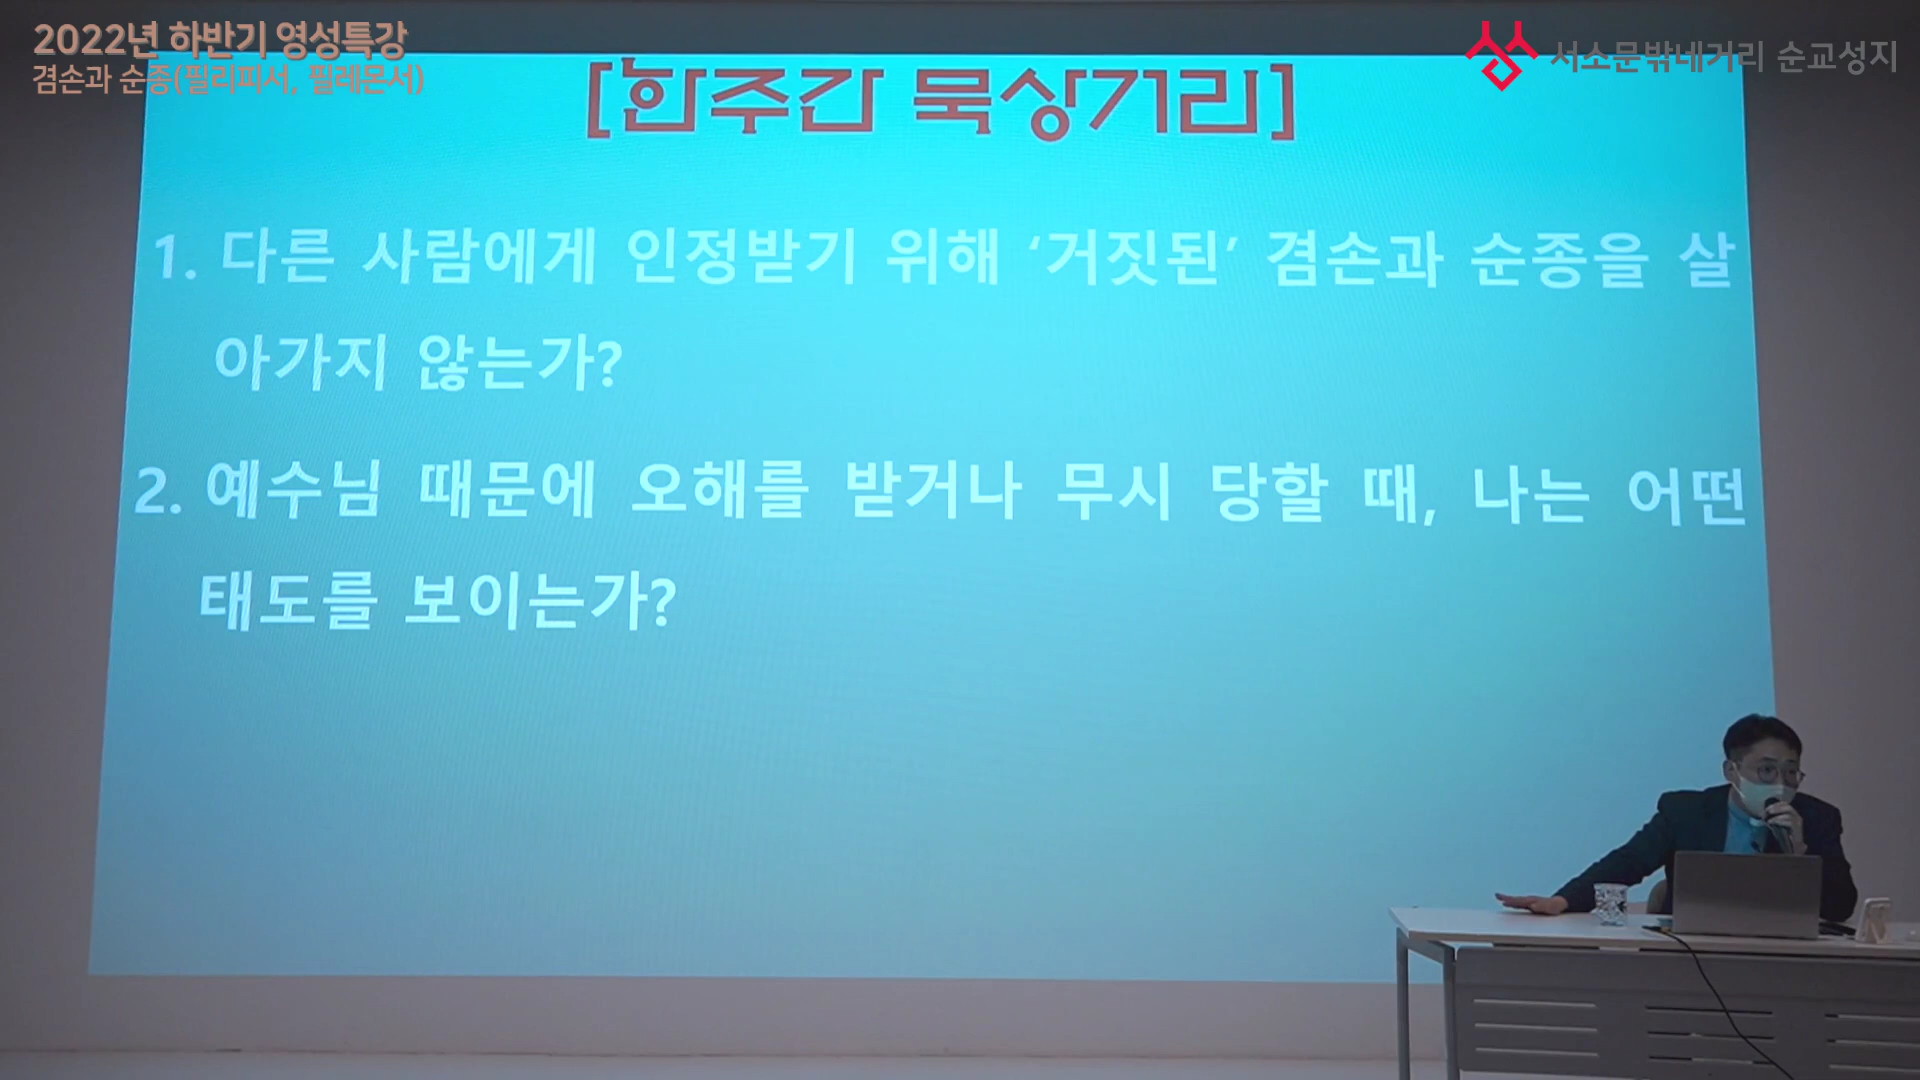 2022년 하반기 영성특강
겸손과 순종(필리피서, 필레몬서)
서소문밖네거리 순교성지
[한주간 묵상거리]
1. 다른 사람에게 인정받기 위해 ‘거짓된’ 겸손과 순종을 살
아가지 않는가?
2. 예수님 때문에 오해를 받거나 무시 당할 때, 나는 어떤
태도를 보이는가?